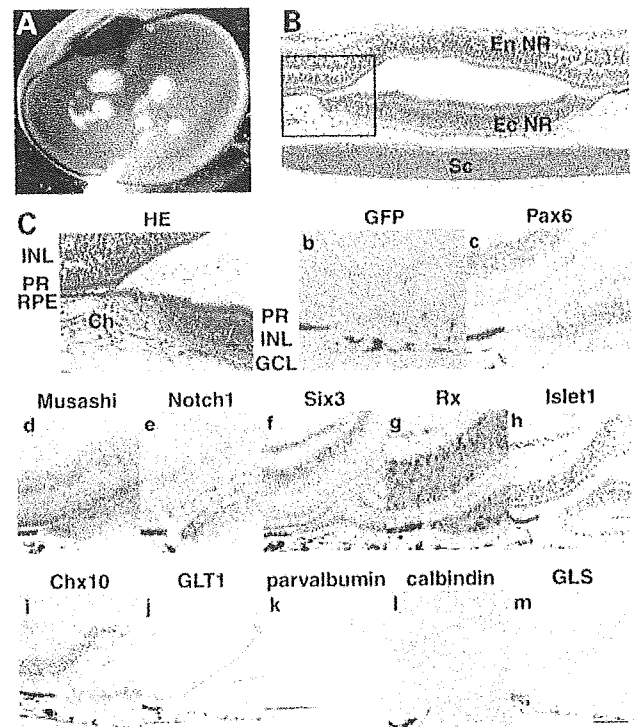 A
B
En NR
Ec NR
Sc
C
HE
GFP
Pax6
INL
PR
RPE
Ch
PR
INL
GCL
b
c
Musashi
Notch1
Six3
Rx
Islet1
d
e
f
g
h
Chx10
GLT1
parvalbumin
calbindin
GLS
i
j
k
l
m